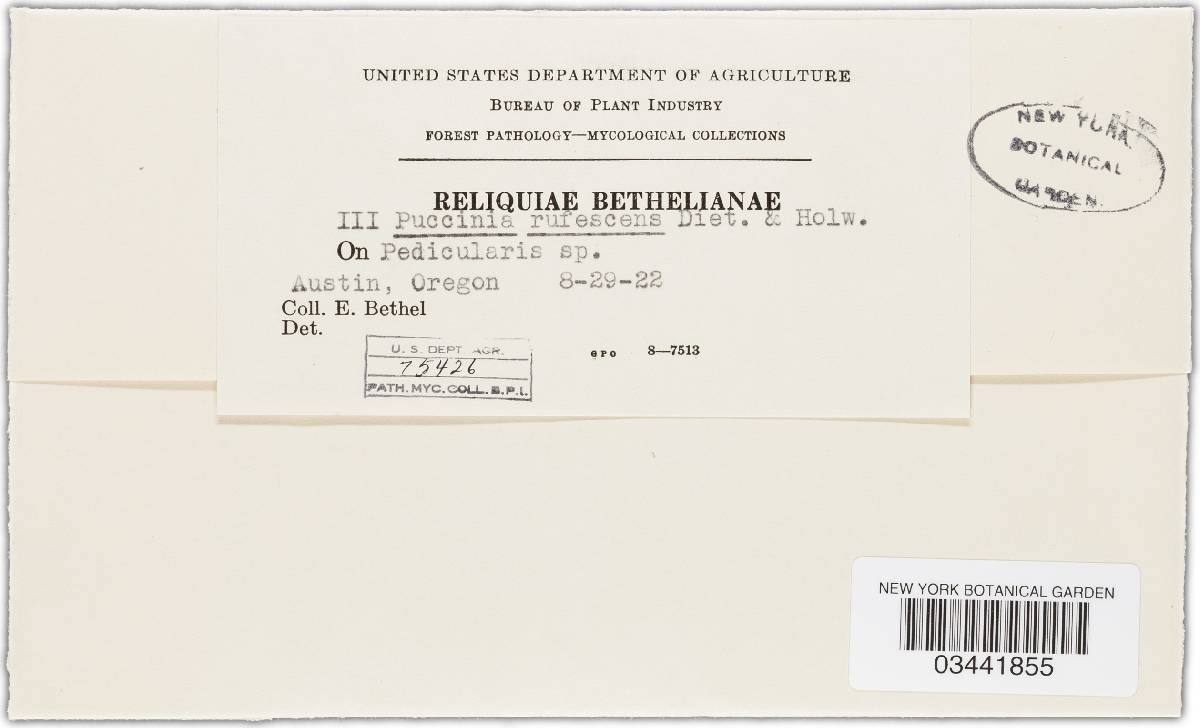 UNITED STATES DEPARTMENT OF AGRICULTURE
BUREAU OF PLANT INDUSTRY
FOREST PATHOLOGY—MYCOLOGICAL COLLECTIONS
RELIQUIAE BETHELIANAE
III Puccinia rufescens Diet. & Holw.
On Pedicularis sp.
Austin, Oregon 8-29-22
Coll. E. Bethel
Det.
U. S. DEPT AGR.
75426
PATH. MYC. COLL. B. P. I.
GPO 8—7513
NEW YORK
BOTANICAL
GARDEN.
NEW YORK BOTANICAL GARDEN
03441855